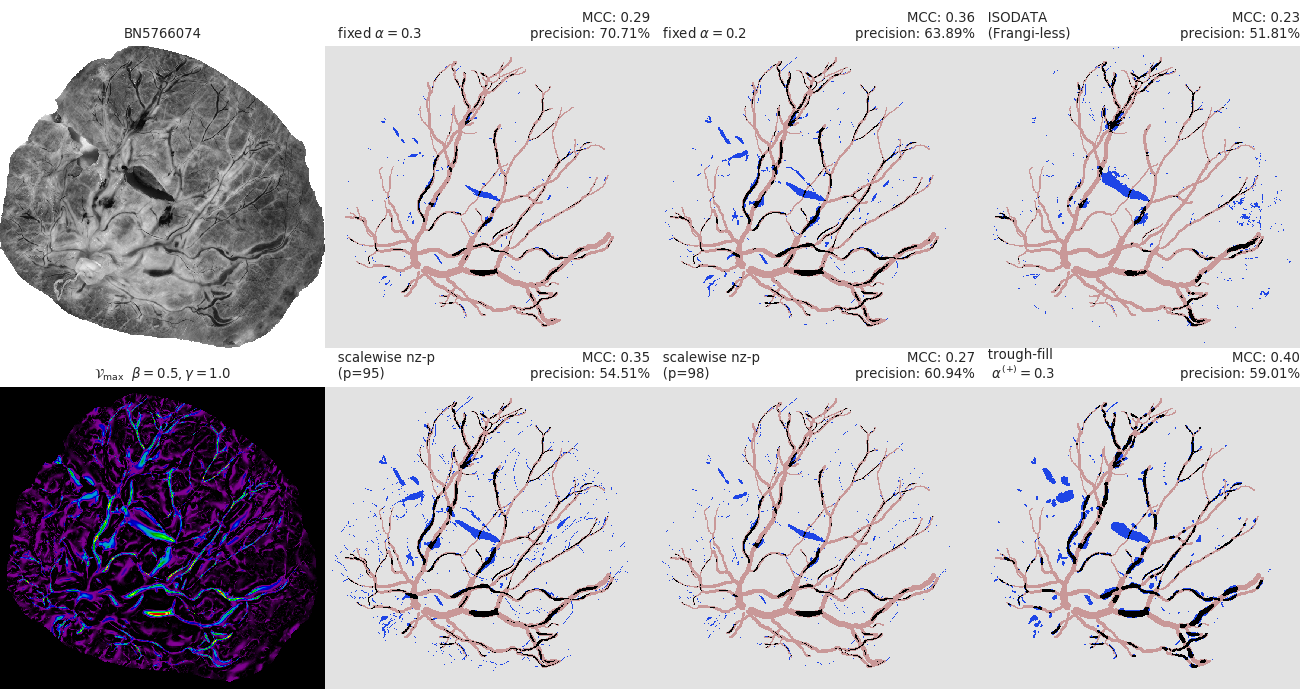 BN5766074
fixed α = 0.3
MCC: 0.29
precision: 70.71%
fixed α = 0.2
MCC: 0.36
precision: 63.89%
ISODATA
(Frangi-less)
MCC: 0.23
precision: 51.81%
𝒱max β = 0.5, γ = 1.0
scalewise nz-p
(p=95)
MCC: 0.35
precision: 54.51%
scalewise nz-p
(p=98)
MCC: 0.27
precision: 60.94%
trough-fill
α(+) = 0.3
MCC: 0.40
precision: 59.01%